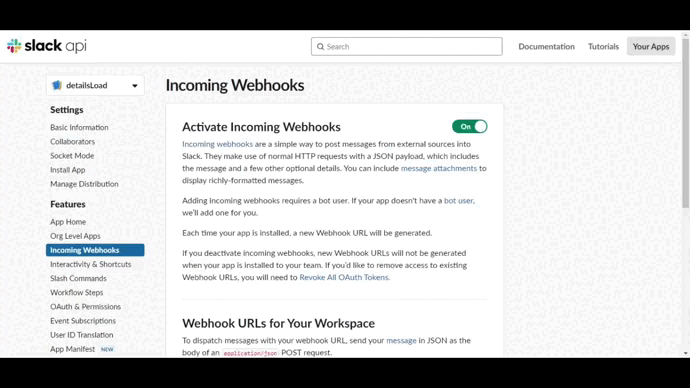 slack api
Search
Documentation
Tutorials
Your Apps
detailsLoad
Settings
Basic Information
Collaborators
Socket Mode
Install App
Manage Distribution
Features
App Home
Org Level Apps
Incoming Webhooks
Interactivity & Shortcuts
Slash Commands
Workflow Steps
OAuth & Permissions
Event Subscriptions
User ID Translation
App Manifest NEW
Incoming Webhooks
Activate Incoming Webhooks
On
Incoming webhooks are a simple way to post messages from external sources into
Slack. They make use of normal HTTP requests with a JSON payload, which includes
the message and a few other optional details. You can include message attachments to
display richly-formatted messages.
Adding incoming webhooks requires a bot user. If your app doesn't have a bot user,
we'll add one for you.
Each time your app is installed, a new Webhook URL will be generated.
If you deactivate incoming webhooks, new Webhook URLs will not be generated
when your app is installed to your team. If you'd like to remove access to existing
Webhook URLs, you will need to Revoke All OAuth Tokens.
Webhook URLs for Your Workspace
To dispatch messages with your webhook URL, send your message in JSON as the
body of an application/json POST request.